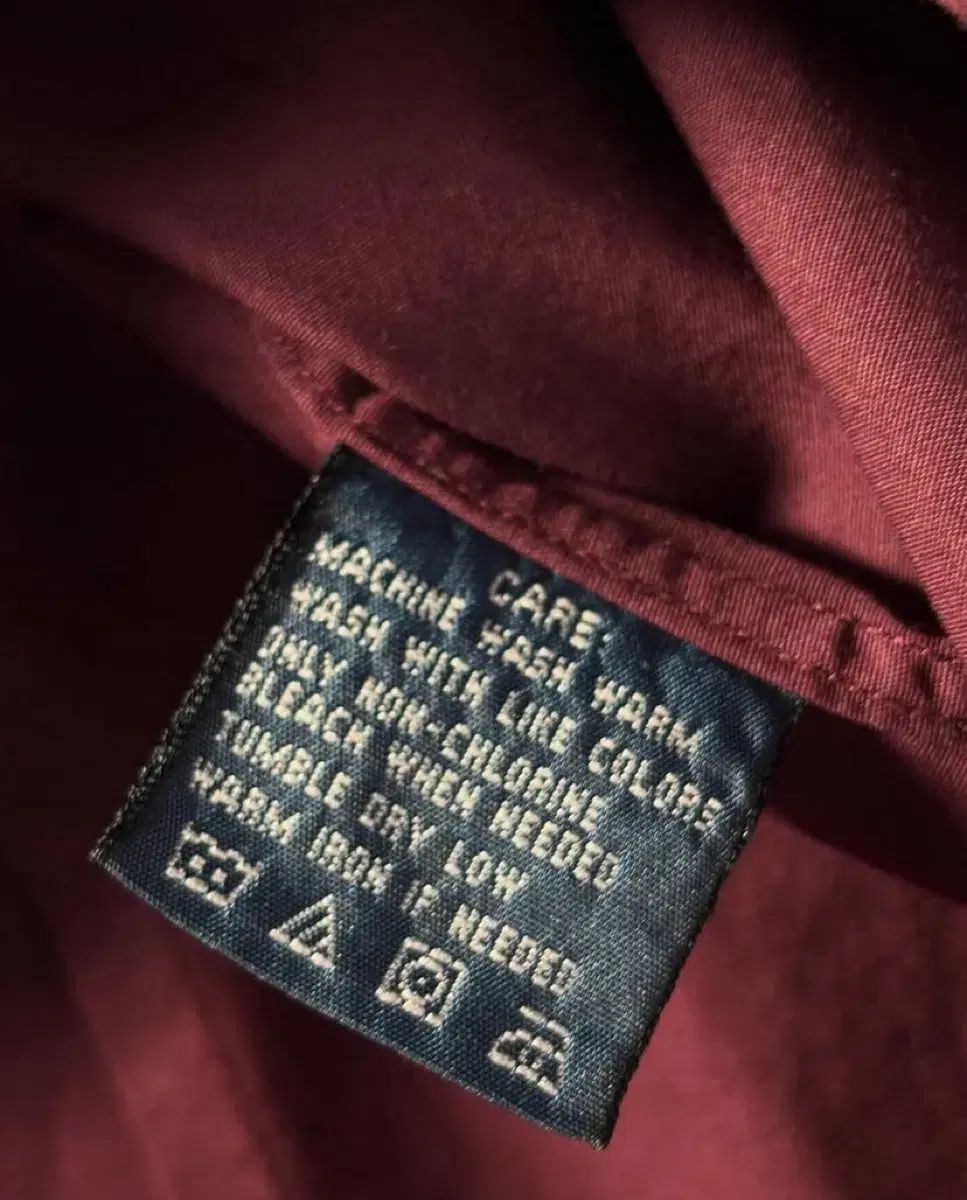 CARE:
MACHINE WASH WARM
WASH WITH LIKE COLORS
ONLY NON-CHLORINE
BLEACH WHEN NEEDED
TUMBLE DRY LOW
WARM IRON IF NEEDED